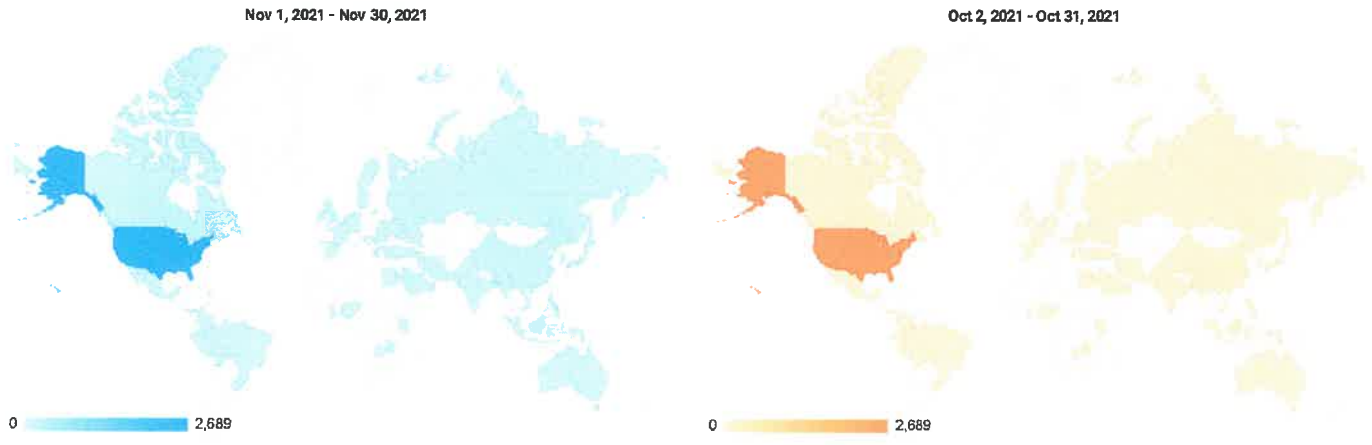 Nov 1, 2021 - Nov 30, 2021
Oct 2, 2021 - Oct 31, 2021
0 2,689
0 2,689